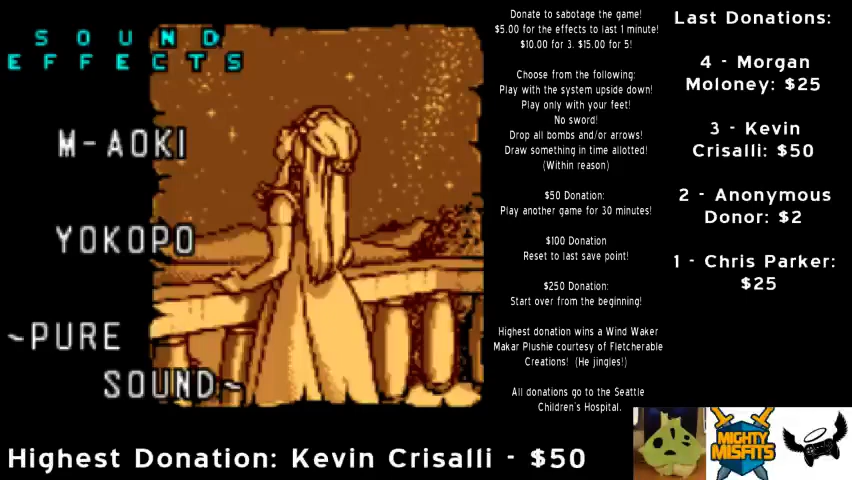 SOUND
EFFECTS
M-AOKI
YOKOPO
~PURE
SOUND~
Donate to sabotage the game!
$5.00 for the effects to last 1 minute!
$10.00 for 3. $15.00 for 5!
Choose from the following:
Play with the system upside down!
Play only with your feet!
No sword!
Drop all bombs and/or arrows!
Draw something in time allotted!
(Within reason)
$50 Donation:
Play another game for 30 minutes!
$100 Donation
Reset to last save point!
$250 Donation:
Start over from the beginning!
Highest donation wins a Wind Waker
Makar Plushie courtesy of Fletcherable
Creations! (He jingles!)
All donations go to the Seattle
Children's Hospital.
Last Donations:
4 - Morgan
Moloney: $25
3 - Kevin
Crisalli: $50
2 - Anonymous
Donor: $2
1 - Chris Parker:
$25
MIGHTY
MISFITS
Highest Donation: Kevin Crisalli - $50